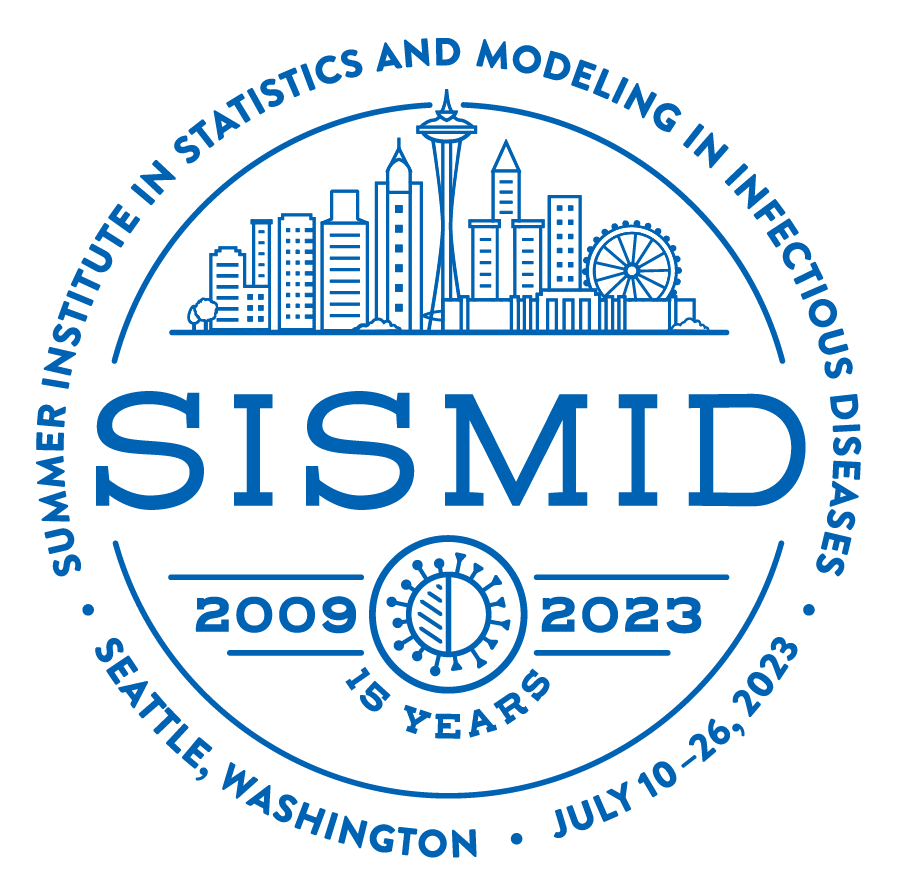 SUMMER INSTITUTE IN STATISTICS AND MODELING IN INFECTIOUS DISEASES
SISMID
2009 2023
15 YEARS
• SEATTLE, WASHINGTON • JULY 10–26, 2023 •